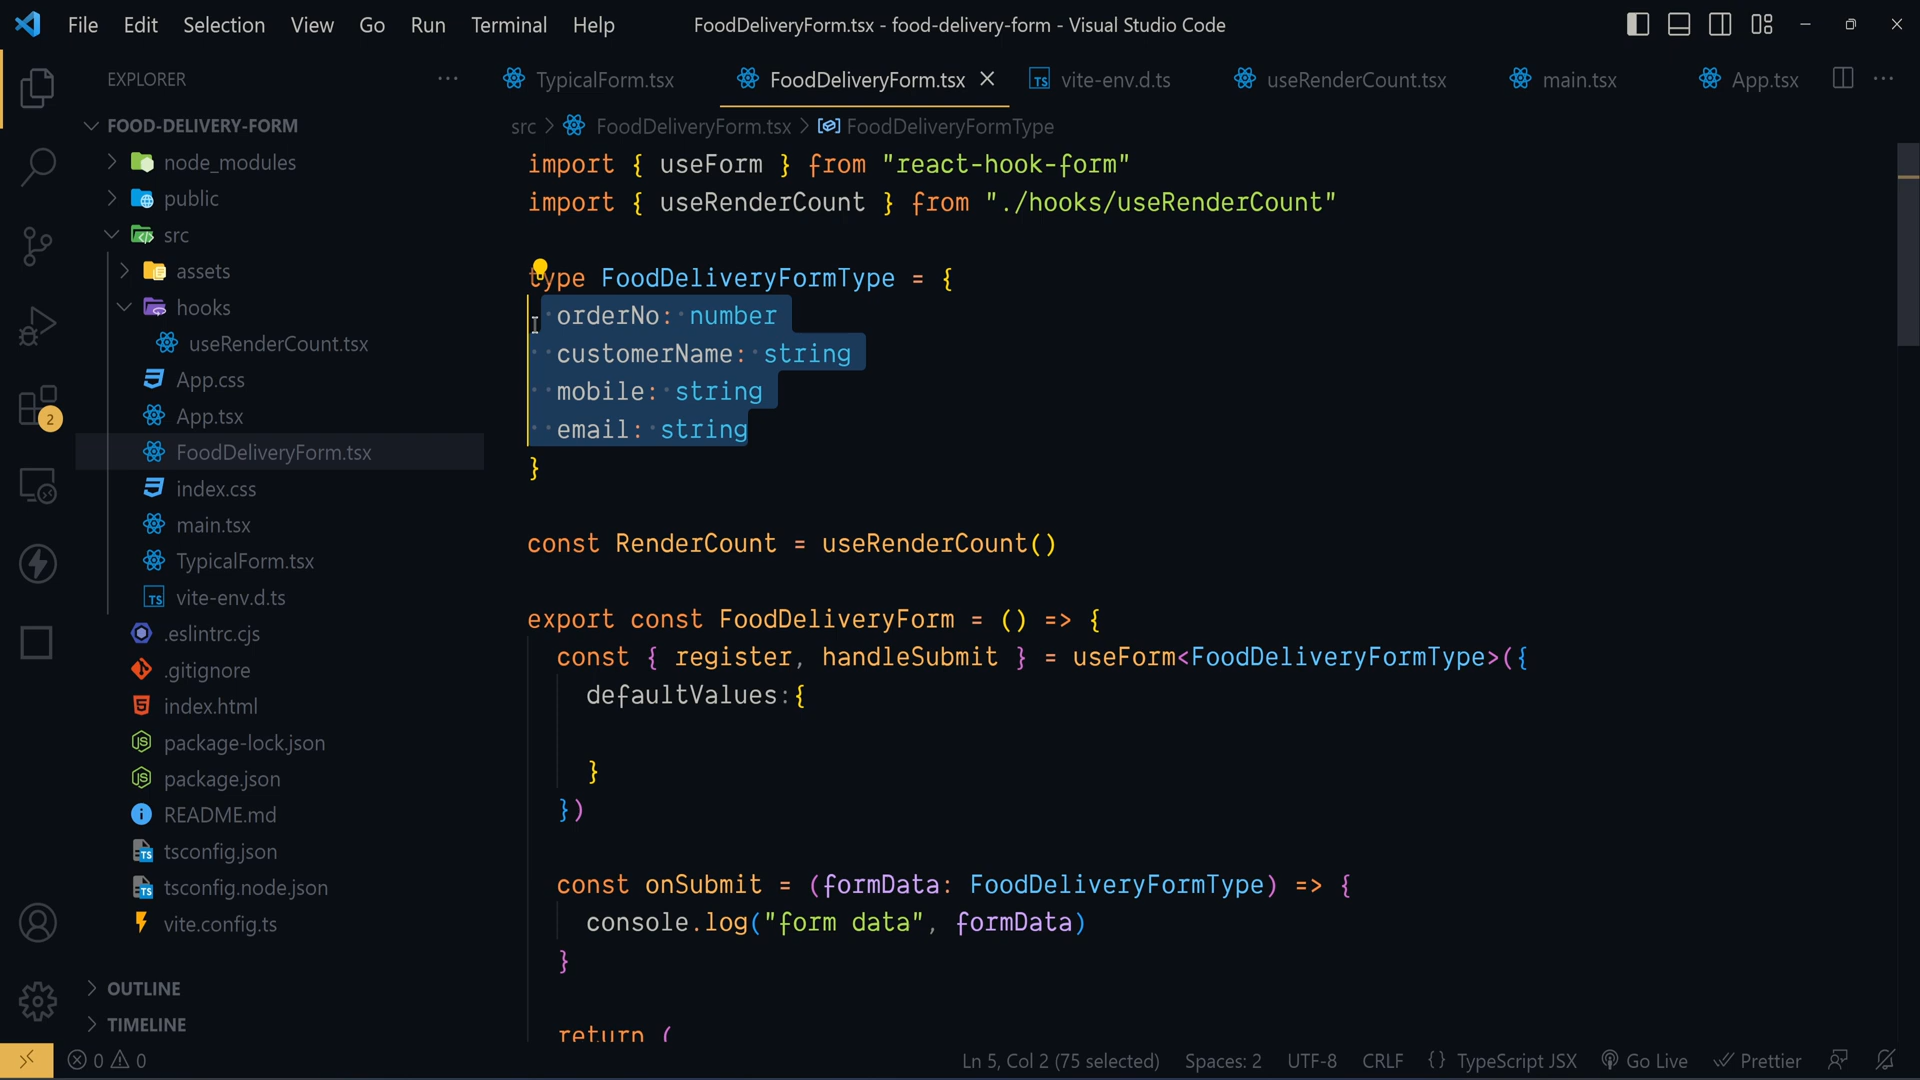 File Edit Selection View Go Run Terminal Help
FoodDeliveryForm.tsx - food-delivery-form - Visual Studio Code
EXPLORER
FOOD-DELIVERY-FORM
node_modules
public
src
assets
hooks
useRenderCount.tsx
App.css
App.tsx
FoodDeliveryForm.tsx
index.css
main.tsx
TypicalForm.tsx
TS vite-env.d.ts
.eslintrc.cjs
.gitignore
index.html
package-lock.json
package.json
README.md
tsconfig.json
tsconfig.node.json
vite.config.ts
OUTLINE
TIMELINE
2
TypicalForm.tsx FoodDeliveryForm.tsx TS vite-env.d.ts useRenderCount.tsx main.tsx App.tsx
src > FoodDeliveryForm.tsx > FoodDeliveryFormType
import { useForm } from "react-hook-form"
import { useRenderCount } from "./hooks/useRenderCount"
type FoodDeliveryFormType = {
orderNo: number
customerName: string
mobile: string
email: string
}
const RenderCount = useRenderCount()
export const FoodDeliveryForm = () => {
const { register, handleSubmit } = useForm<FoodDeliveryFormType>({
defaultValues:{
}
})
const onSubmit = (formData: FoodDeliveryFormType) => {
console.log("form data", formData)
}
return (
0 0 Ln 5, Col 2 (75 selected) Spaces: 2 UTF-8 CRLF {} TypeScript JSX Go Live Prettier